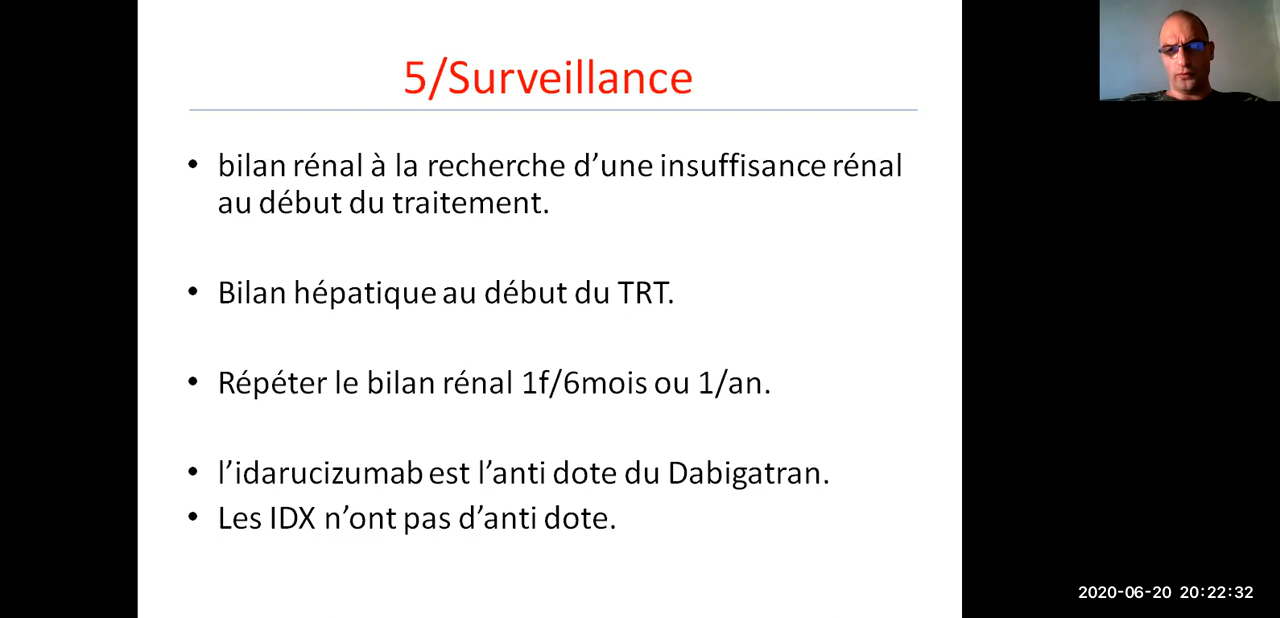 5/Surveillance
• bilan rénal à la recherche d’une insuffisance rénal
au début du traitement.
• Bilan hépatique au début du TRT.
• Répéter le bilan rénal 1f/6mois ou 1/an.
• l’idarucizumab est l’anti dote du Dabigatran.
• Les IDX n’ont pas d’anti dote.
2020-06-20 20:22:32